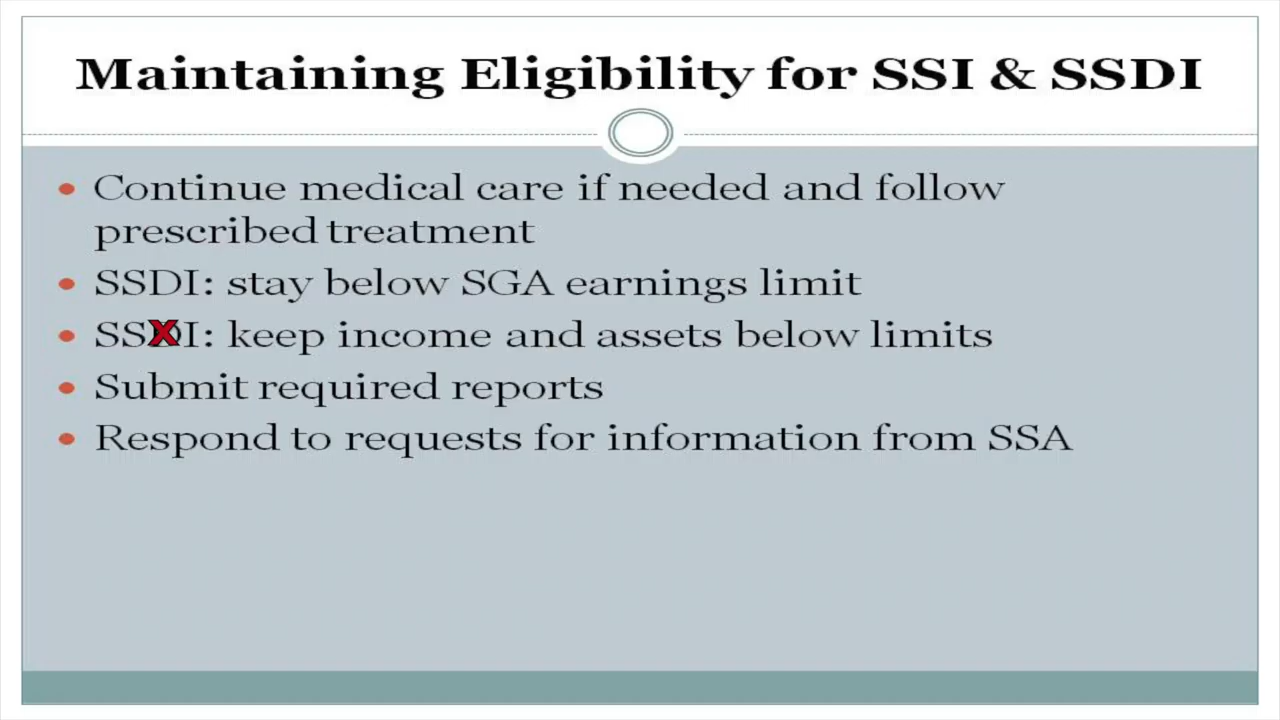 Maintaining Eligibility for SSI & SSDI
• Continue medical care if needed and follow
prescribed treatment
• SSDI: stay below SGA earnings limit
• SSXI: keep income and assets below limits
• Submit required reports
• Respond to requests for information from SSA